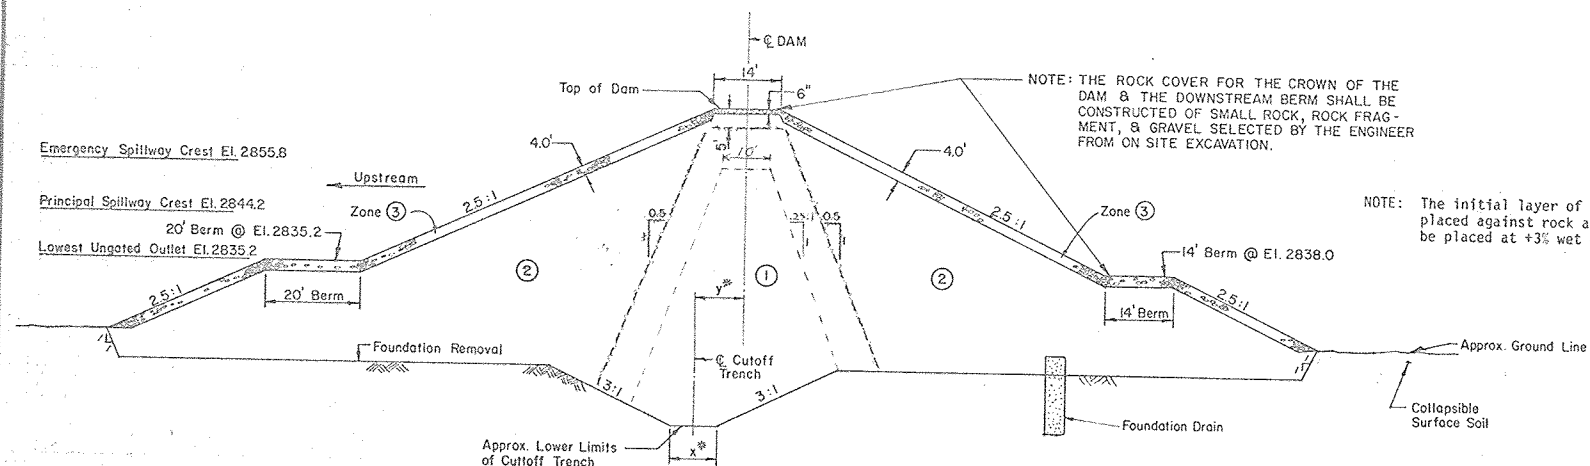 ℄ DAM
14'
Top of Dam
6"
NOTE: THE ROCK COVER FOR THE CROWN OF THE
DAM & THE DOWNSTREAM BERM SHALL BE
CONSTRUCTED OF SMALL ROCK, ROCK FRAG-
MENT, & GRAVEL SELECTED BY THE ENGINEER
FROM ON SITE EXCAVATION.
Emergency Spillway Crest El. 2855.8
4.0'
5'
10'
4.0'
Upstream
Principal Spillway Crest El. 2844.2
Zone ③
2.5:1
0.5
1
.25:1
0.5
1
2.5:1
Zone ③
NOTE: The initial layer of
placed against rock a
be placed at +3% wet
20' Berm @ El. 2835.2
Lowest Ungated Outlet El. 2835.2
14' Berm @ El. 2838.0
②
①
②
2.5:1
20' Berm
y*
14' Berm
2.5:1
Foundation Removal
℄ Cutoff
Trench
Approx. Ground Line
3:1
3:1
Collapsible
Surface Soil
Foundation Drain
Approx. Lower Limits
of Cuttoff Trench
x*